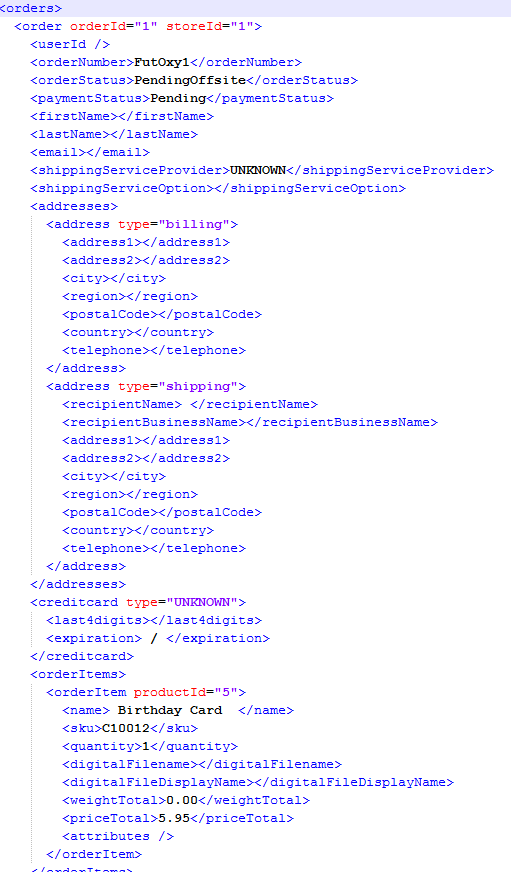 <orders>
<order orderId="1" storeId="1">
<userId />
<orderNumber>FutOxy1</orderNumber>
<orderStatus>PendingOffsite</orderStatus>
<paymentStatus>Pending</paymentStatus>
<firstName></firstName>
<lastName></lastName>
<email></email>
<shippingServiceProvider>UNKNOWN</shippingServiceProvider>
<shippingServiceOption></shippingServiceOption>
<addresses>
<address type="billing">
<address1></address1>
<address2></address2>
<city></city>
<region></region>
<postalCode></postalCode>
<country></country>
<telephone></telephone>
</address>
<address type="shipping">
<recipientName> </recipientName>
<recipientBusinessName></recipientBusinessName>
<address1></address1>
<address2></address2>
<city></city>
<region></region>
<postalCode></postalCode>
<country></country>
<telephone></telephone>
</address>
</addresses>
<creditcard type="UNKNOWN">
<last4digits></last4digits>
<expiration> / </expiration>
</creditcard>
<orderItems>
<orderItem productId="5">
<name> Birthday Card  </name>
<sku>C10012</sku>
<quantity>1</quantity>
<digitalFilename></digitalFilename>
<digitalFileDisplayName></digitalFileDisplayName>
<weightTotal>0.00</weightTotal>
<priceTotal>5.95</priceTotal>
<attributes />
</orderItem>
</orderItems>